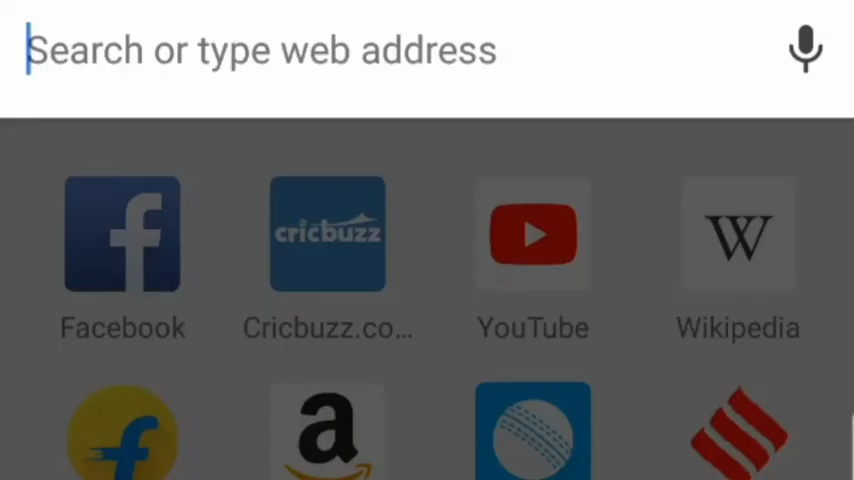 Search or type web address
f cricbuzz W
Facebook Cricbuzz.co... YouTube Wikipedia
f a